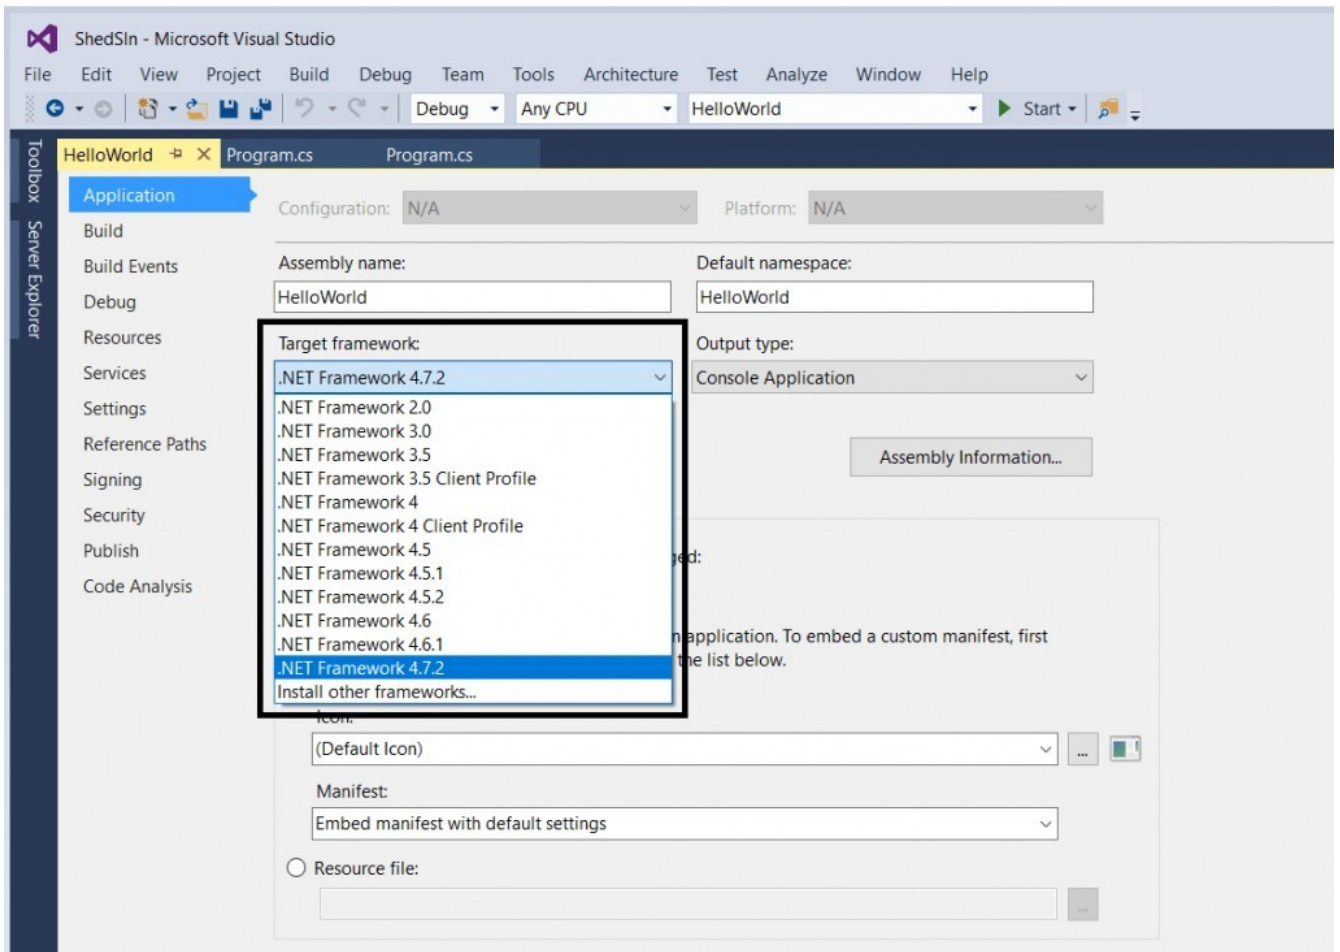 ShedSln - Microsoft Visual Studio
File Edit View Project Build Debug Team Tools Architecture Test Analyze Window Help
Debug Any CPU HelloWorld Start
Toolbox
Server Explorer
HelloWorld Program.cs Program.cs
Application
Build
Build Events
Debug
Resources
Services
Settings
Reference Paths
Signing
Security
Publish
Code Analysis
Configuration: N/A Platform: N/A
Assembly name: Default namespace:
HelloWorld HelloWorld
Target framework: Output type:
.NET Framework 4.7.2 Console Application
.NET Framework 2.0
.NET Framework 3.0
.NET Framework 3.5
.NET Framework 3.5 Client Profile
.NET Framework 4
.NET Framework 4 Client Profile
.NET Framework 4.5
.NET Framework 4.5.1
.NET Framework 4.5.2
.NET Framework 4.6
.NET Framework 4.6.1
.NET Framework 4.7.2
Install other frameworks...
Assembly Information...
ged:
application. To embed a custom manifest, first
the list below.
Icon:
(Default Icon) ...
Manifest:
Embed manifest with default settings
Resource file:
...